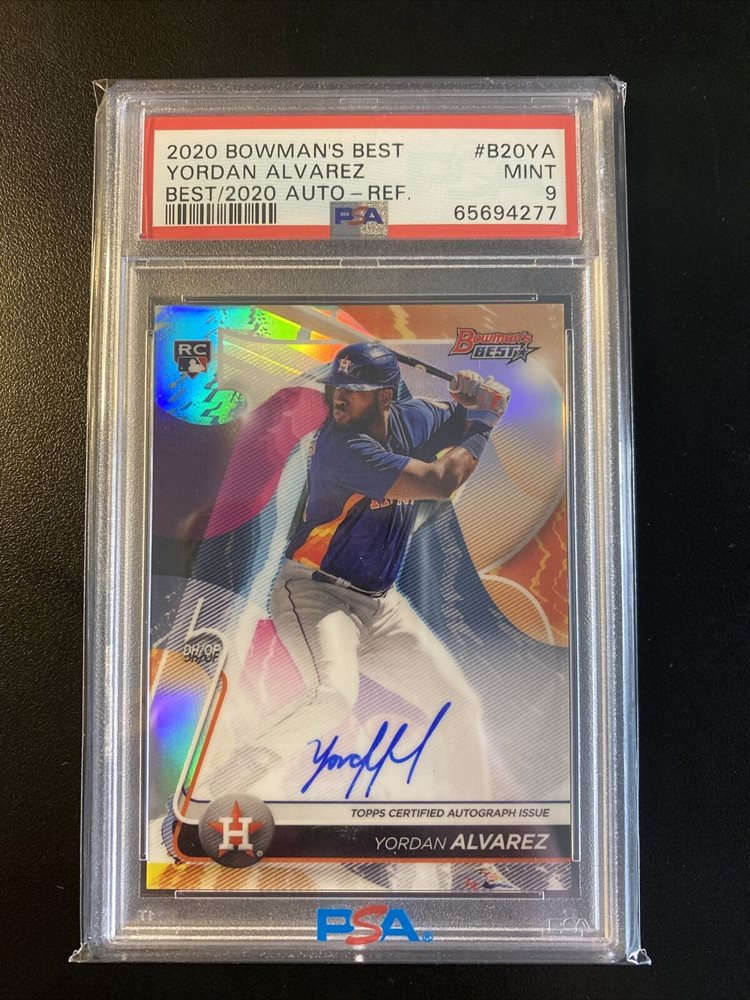 2020 BOWMAN'S BEST #B20YA
YORDAN ALVAREZ MINT
BEST/2020 AUTO-REF. 9
PSA 65694277
RC
Bowman's
BEST
DH/OF
TOPPS CERTIFIED AUTOGRAPH ISSUE
H
YORDAN ALVAREZ
PSA